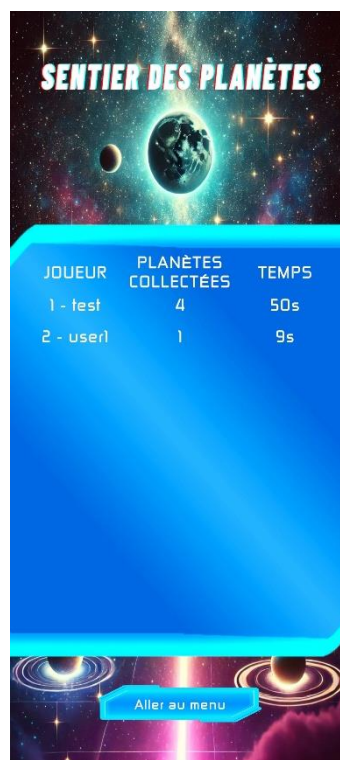 SENTIER DES PLANÈTES
JOUEUR PLANÈTES COLLECTÉES TEMPS
1 - test 4 50s
2 - user1 1 9s
Aller au menu